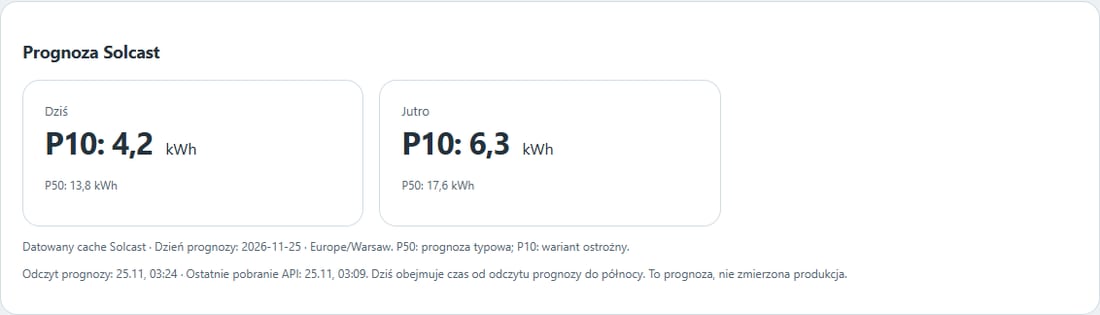 Prognoza Solcast
Dziś
P10: 4,2 kWh
P50: 13,8 kWh
Jutro
P10: 6,3 kWh
P50: 17,6 kWh
Datowany cache Solcast · Dzień prognozy: 2026-11-25 · Europe/Warsaw. P50: prognoza typowa; P10: wariant ostrożny.
Odczyt prognozy: 25.11, 03:24 · Ostatnie pobranie API: 25.11, 03:09. Dziś obejmuje czas od odczytu prognozy do północy. To prognoza, nie zmierzona produkcja.